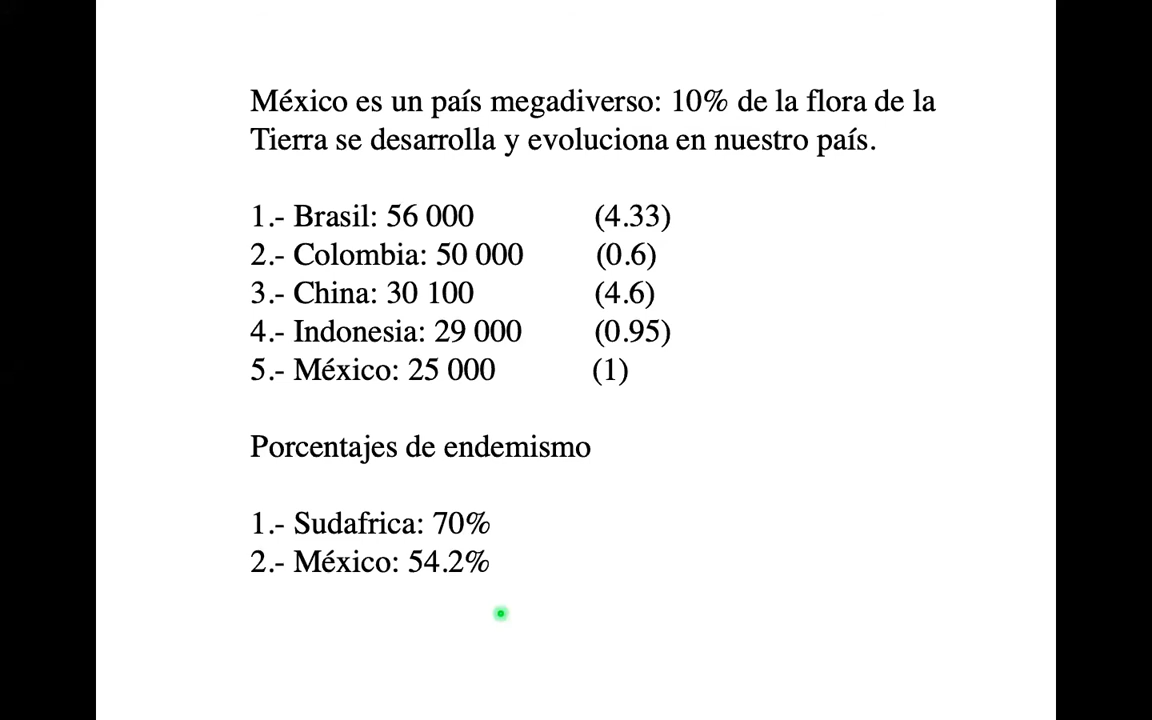 México es un país megadiverso: 10% de la flora de la
Tierra se desarrolla y evoluciona en nuestro país.
1.- Brasil: 56 000 (4.33)
2.- Colombia: 50 000 (0.6)
3.- China: 30 100 (4.6)
4.- Indonesia: 29 000 (0.95)
5.- México: 25 000 (1)
Porcentajes de endemismo
1.- Sudafrica: 70%
2.- México: 54.2%